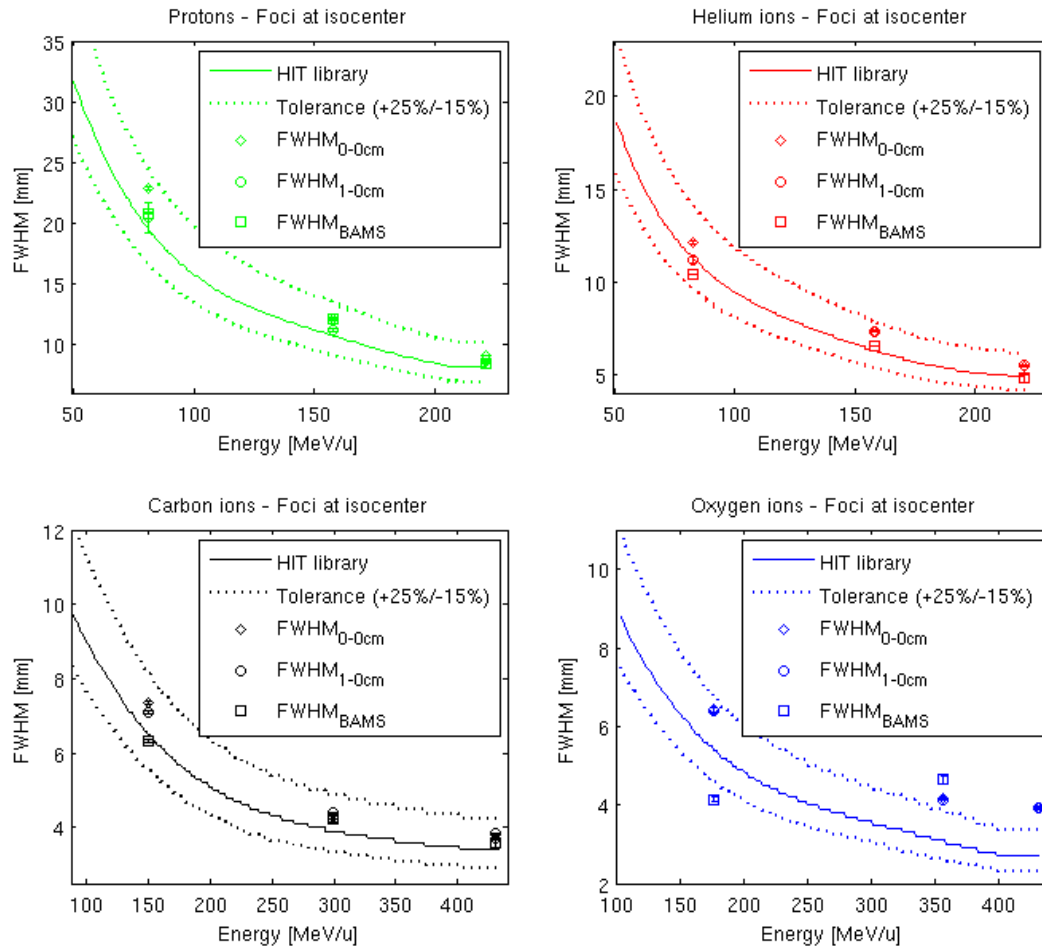 Protons - Foci at isocenter
FWHM [mm]
35
30
25
20
15
10
HIT library
Tolerance (+25%/-15%)
FWHM0-0cm
FWHM1-0cm
FWHMBAMS
50 100 150 200
Energy [MeV/u]
Helium ions - Foci at isocenter
FWHM [mm]
20
15
10
5
HIT library
Tolerance (+25%/-15%)
FWHM0-0cm
FWHM1-0cm
FWHMBAMS
50 100 150 200
Energy [MeV/u]
Carbon ions - Foci at isocenter
FWHM [mm]
12
10
8
6
4
HIT library
Tolerance (+25%/-15%)
FWHM0-0cm
FWHM1-0cm
FWHMBAMS
100 150 200 250 300 350 400
Energy [MeV/u]
Oxygen ions - Foci at isocenter
FWHM [mm]
10
8
6
4
2
HIT library
Tolerance (+25%/-15%)
FWHM0-0cm
FWHM1-0cm
FWHMBAMS
100 150 200 250 300 350 400
Energy [MeV/u]